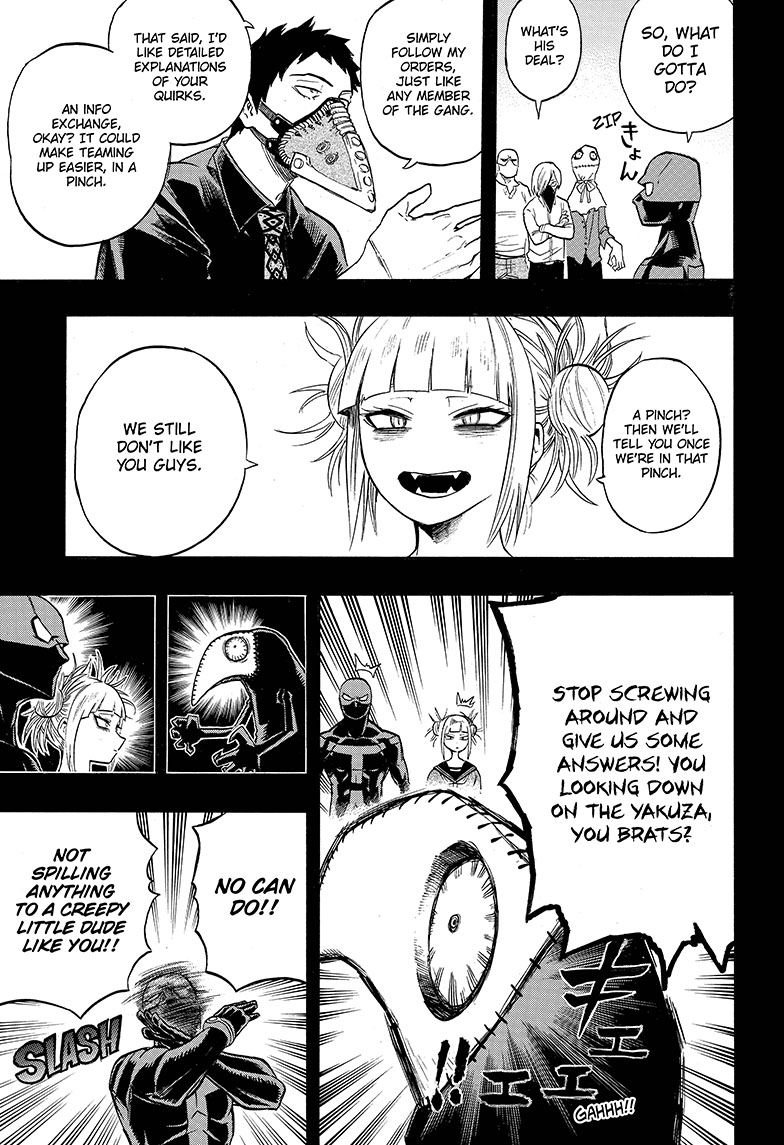 SO, WHAT
DO I
GOTTA
DO?
WHAT'S
HIS
DEAL?
ZIP
きょん
SIMPLY
FOLLOW MY
ORDERS,
JUST LIKE
ANY MEMBER
OF THE GANG.
THAT SAID, I'D
LIKE DETAILED
EXPLANATIONS
OF YOUR
QUIRKS.
AN INFO
EXCHANGE,
OKAY? IT COULD
MAKE TEAMING
UP EASIER, IN A
PINCH.
A PINCH?
THEN WE'LL
TELL YOU ONCE
WE'RE IN THAT
PINCH.
WE STILL
DON'T LIKE
YOU GUYS.
STOP SCREWING
AROUND AND
GIVE US SOME
ANSWERS! YOU
LOOKING DOWN
ON THE YAKUZA,
YOU BRATS?
キエエエ!!
GAHHH!!
NO CAN
DO!!
NOT
SPILLING
ANYTHING
TO A CREEPY
LITTLE DUDE
LIKE YOU!!
SLASH